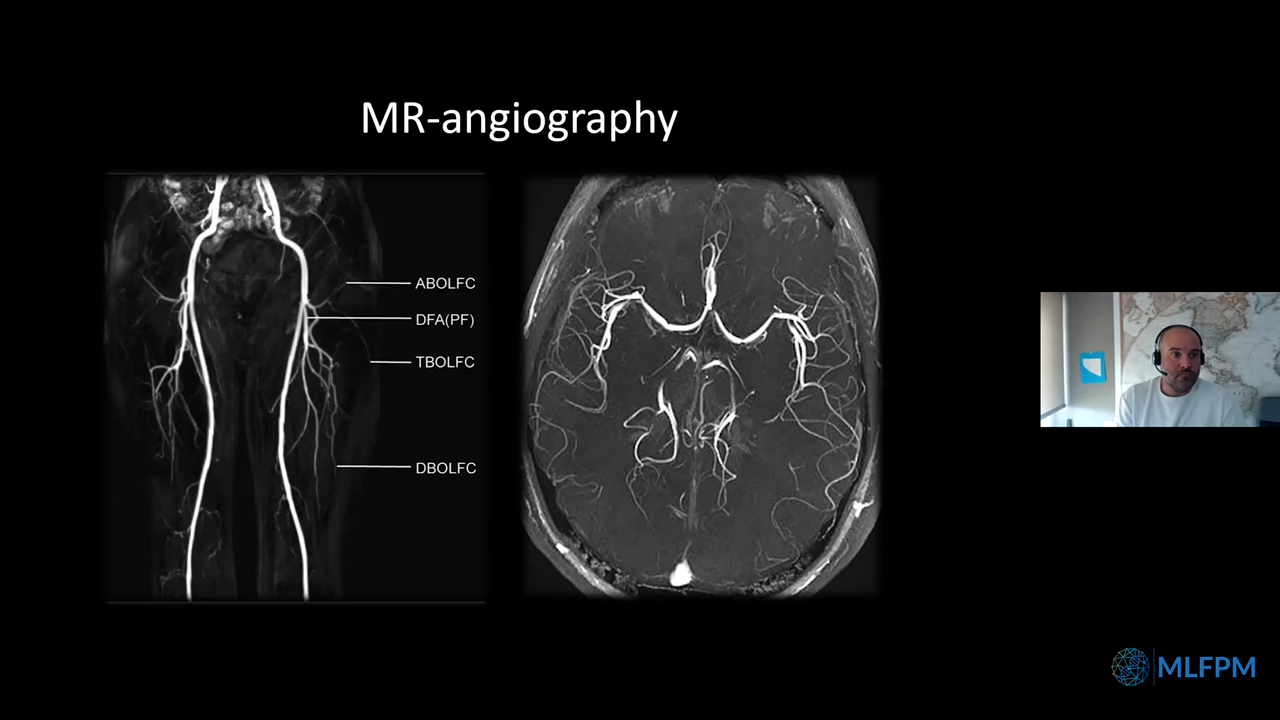 MR-angiography
ABOLFC
DFA(PF)
TBOLFC
DBOLFC
MLFPM